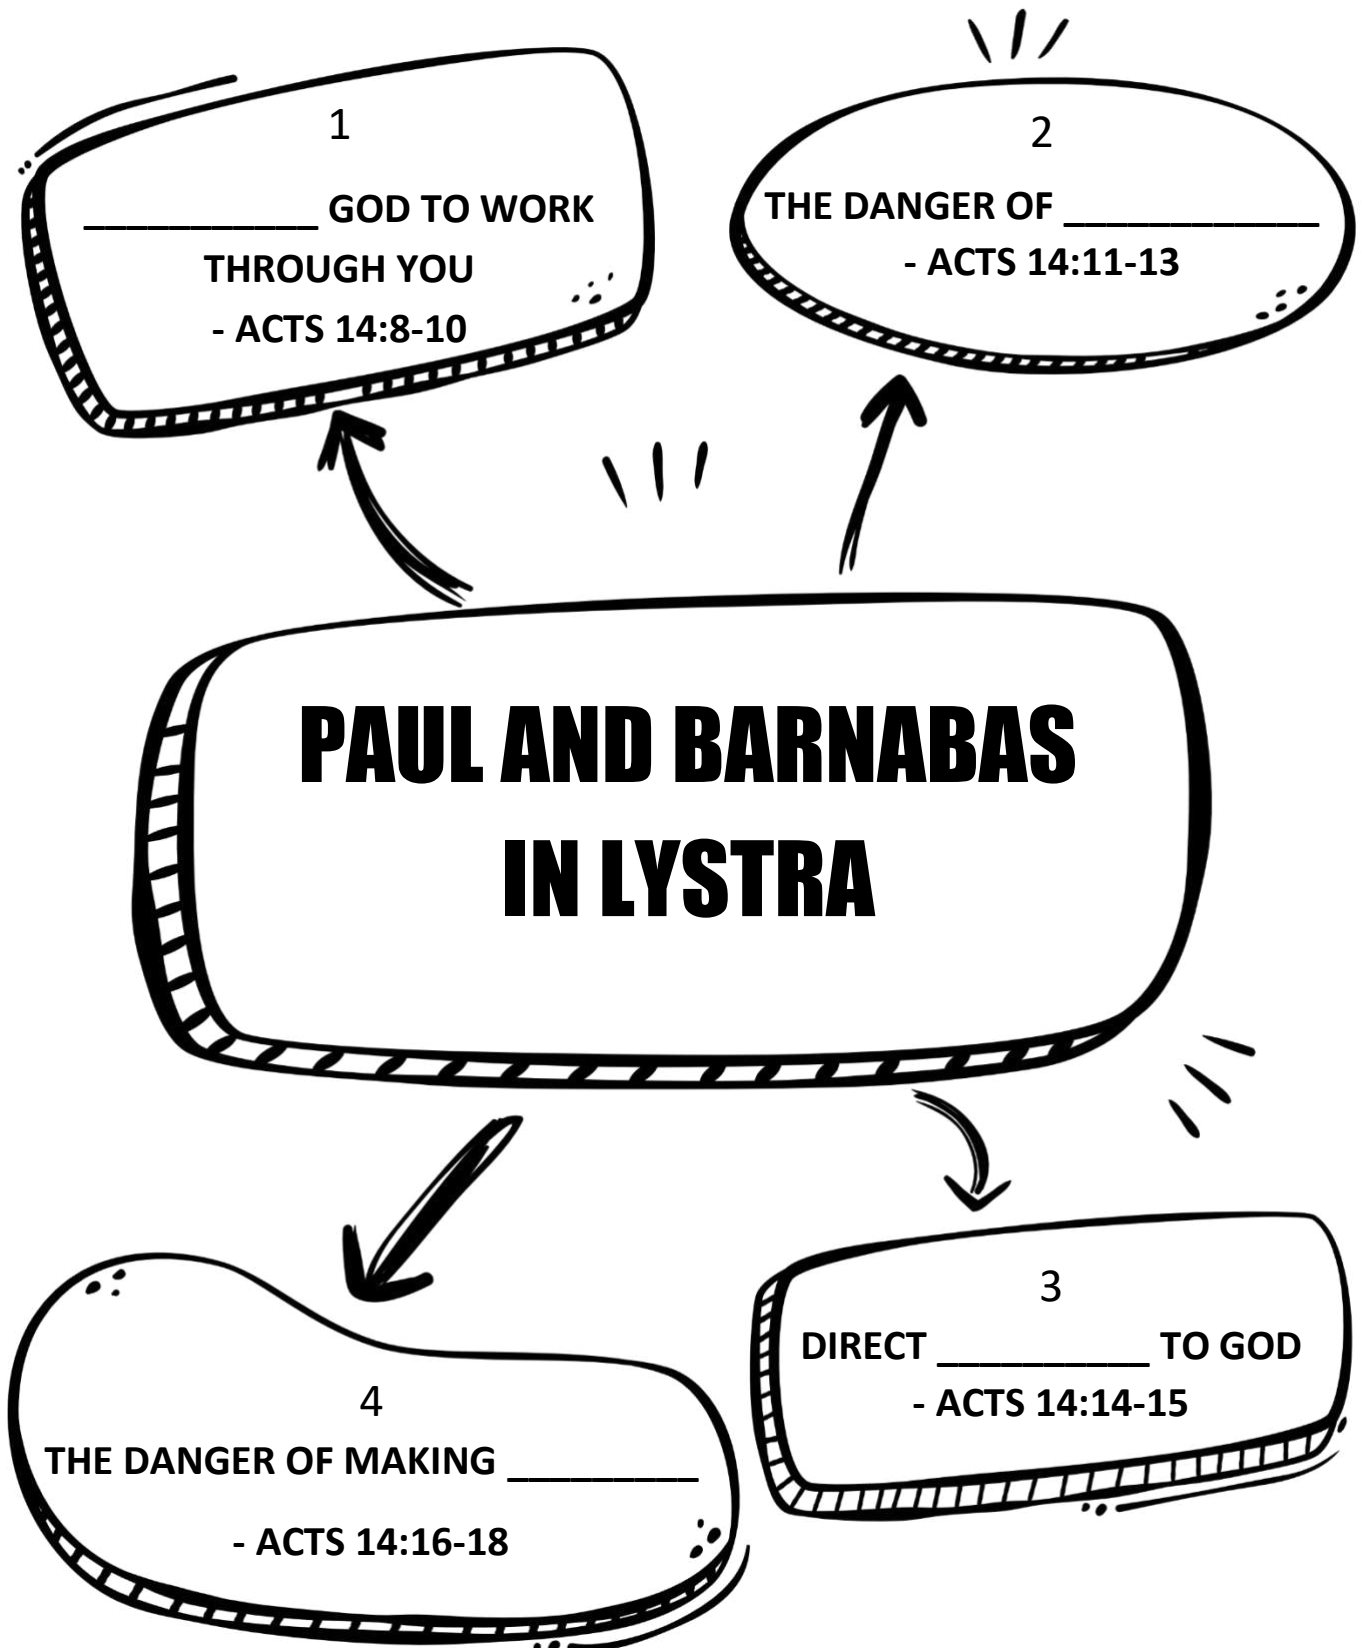 1
___________ GOD TO WORK
THROUGH YOU
- ACTS 14:8-10
2
THE DANGER OF ____________
- ACTS 14:11-13
PAUL AND BARNABAS
IN LYSTRA
3
DIRECT __________ TO GOD
- ACTS 14:14-15
4
THE DANGER OF MAKING _________
- ACTS 14:16-18